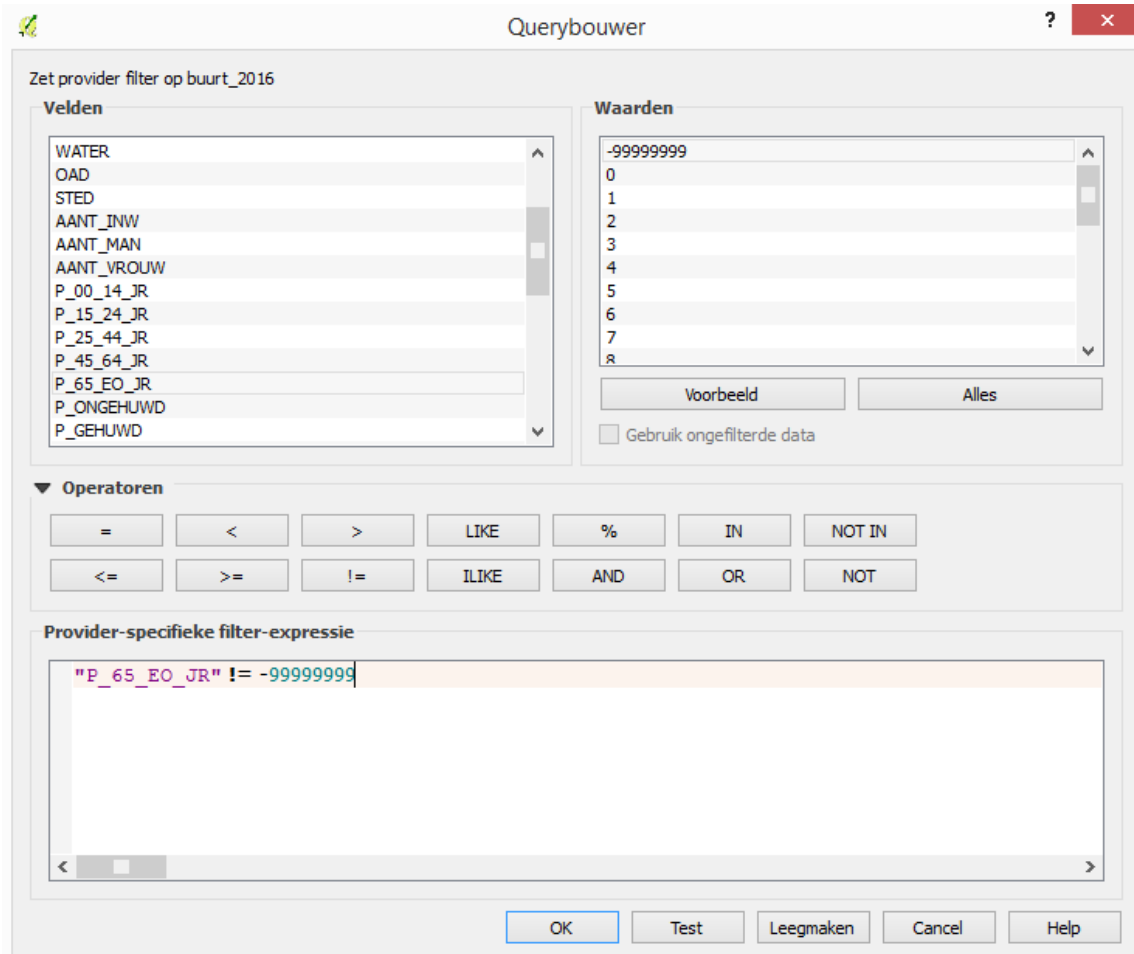 Querybouwer
?
×
Zet provider filter op buurt_2016
Velden
WATER
OAD
STED
AANT_INW
AANT_MAN
AANT_VROUW
P_00_14_JR
P_15_24_JR
P_25_44_JR
P_45_64_JR
P_65_EO_JR
P_ONGEHUWD
P_GEHUWD
Waarden
-99999999
0
1
2
3
4
5
6
7
8
Voorbeeld Alles
Gebruik ongefilterde data
Operatoren
= < > LIKE % IN NOT IN
<= >= != ILIKE AND OR NOT
Provider-specifieke filter-expressie
"P_65_EO_JR" != -99999999
OK Test Leegmaken Cancel Help